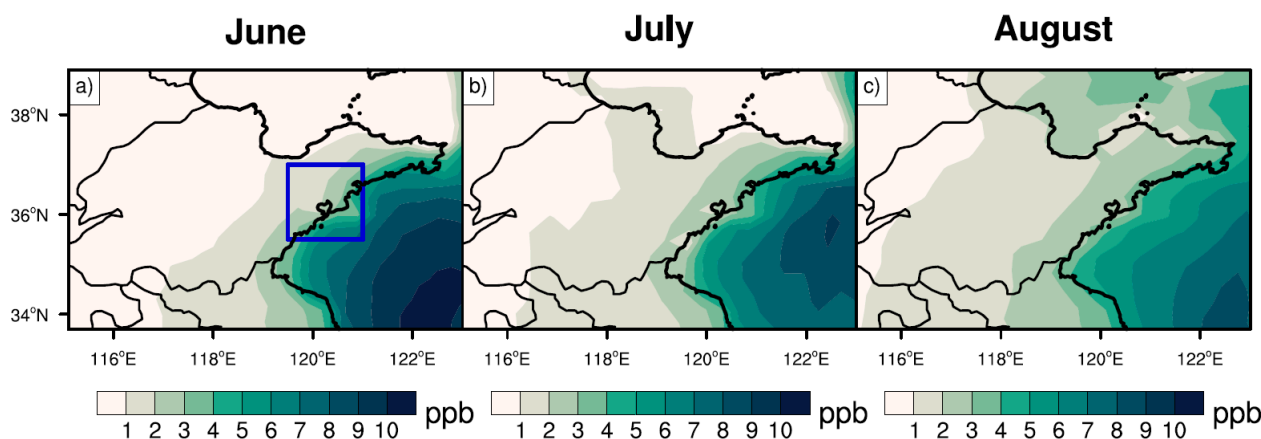 June July August
a) b) c)
38°N
36°N
34°N
116°E 118°E 120°E 122°E 116°E 118°E 120°E 122°E 116°E 118°E 120°E 122°E
1 2 3 4 5 6 7 8 9 10 ppb 1 2 3 4 5 6 7 8 9 10 ppb 1 2 3 4 5 6 7 8 9 10 ppb